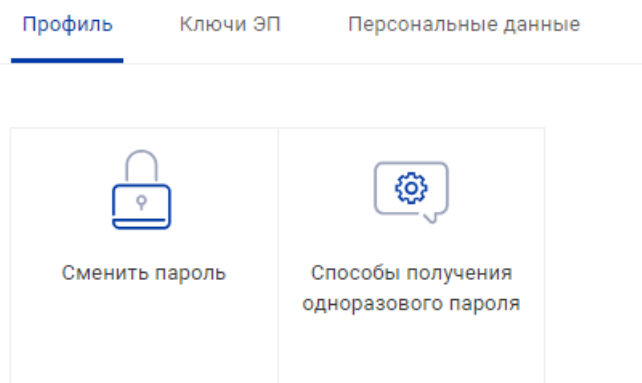 Профиль Ключи ЭП Персональные данные
Сменить пароль
Способы получения
одноразового пароля